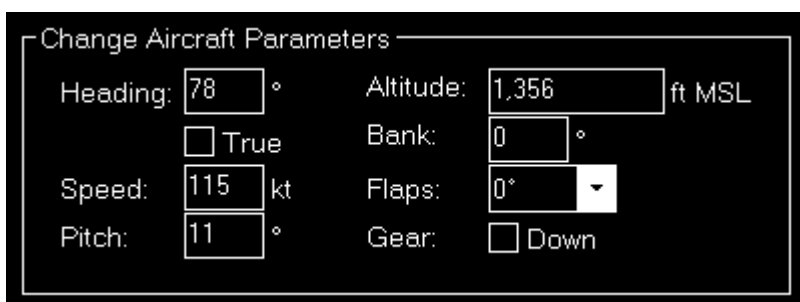 Change Aircraft Parameters
Heading: 78 ° Altitude: 1,356 ft MSL
True Bank: 0 °
Speed: 115 kt Flaps: 0°
Pitch: 11 ° Gear: Down